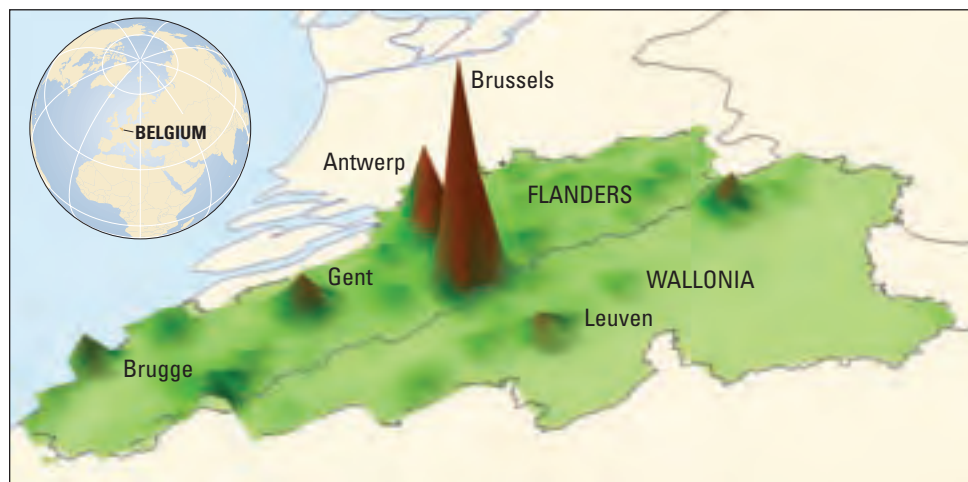 BELGIUM
Brussels
Antwerp
FLANDERS
Gent
WALLONIA
Leuven
Brugge